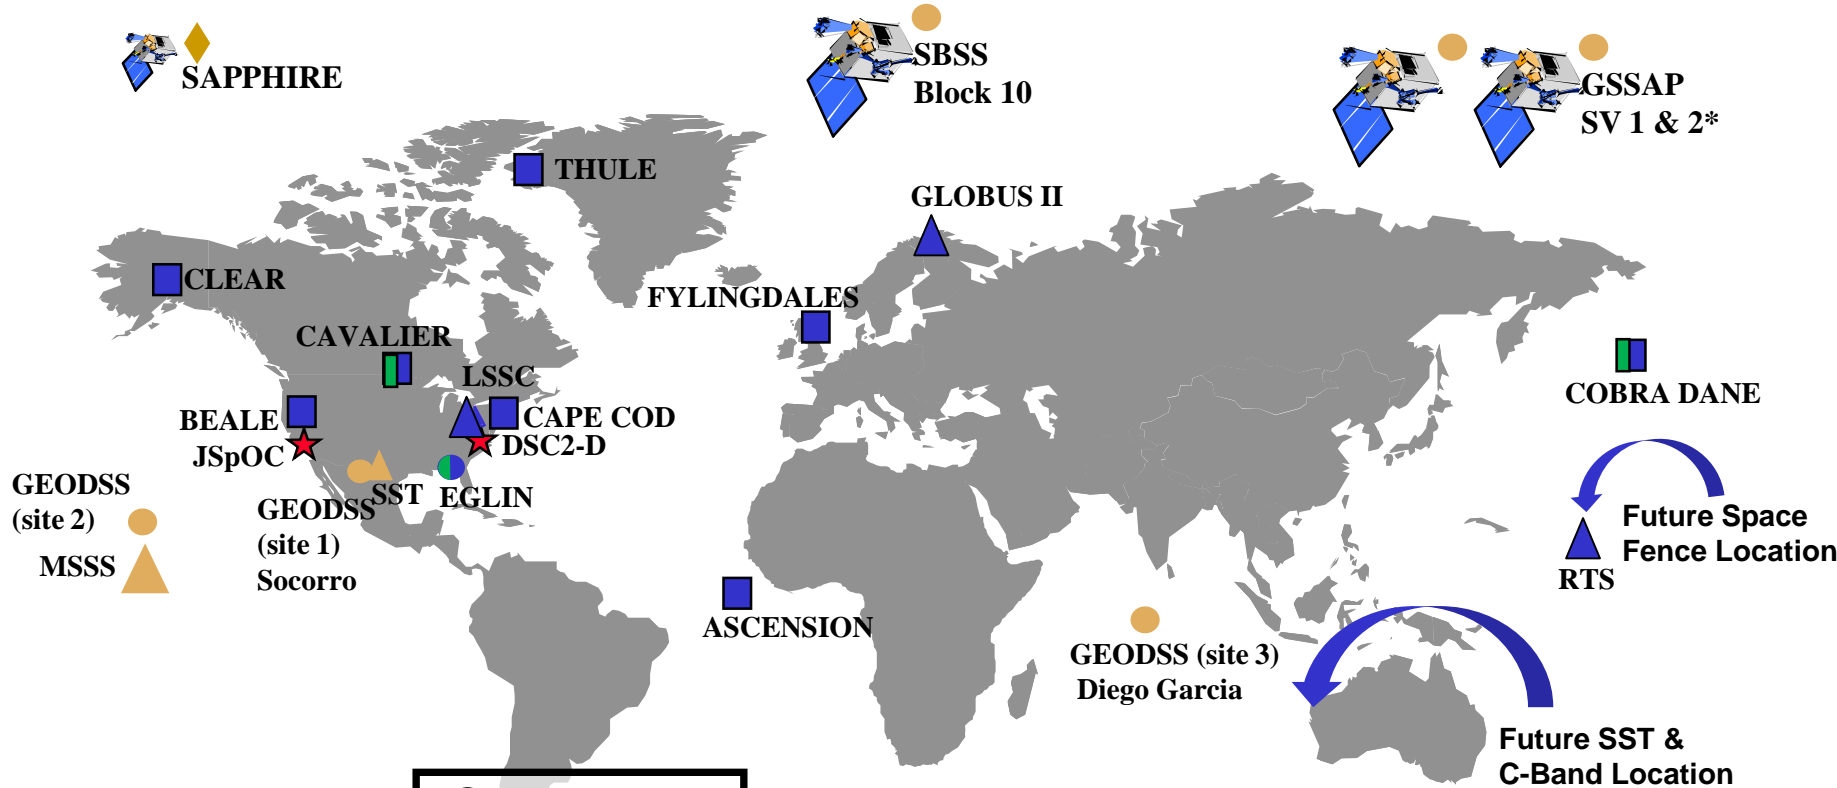 SAPPHIRE
SBSS
Block 10
GSSAP
SV 1 & 2*
THULE
GLOBUS II
CLEAR
FYLINGDALES
CAVALIER
LSSC
COBRA DANE
BEALE
CAPE COD
JSpOC
DSC2-D
GEODSS
(site 2)
SST
EGLIN
GEODSS
(site 1)
Socorro
MSSS
Future Space
Fence Location
RTS
ASCENSION
GEODSS (site 3)
Diego Garcia
Future SST &
C-Band Location